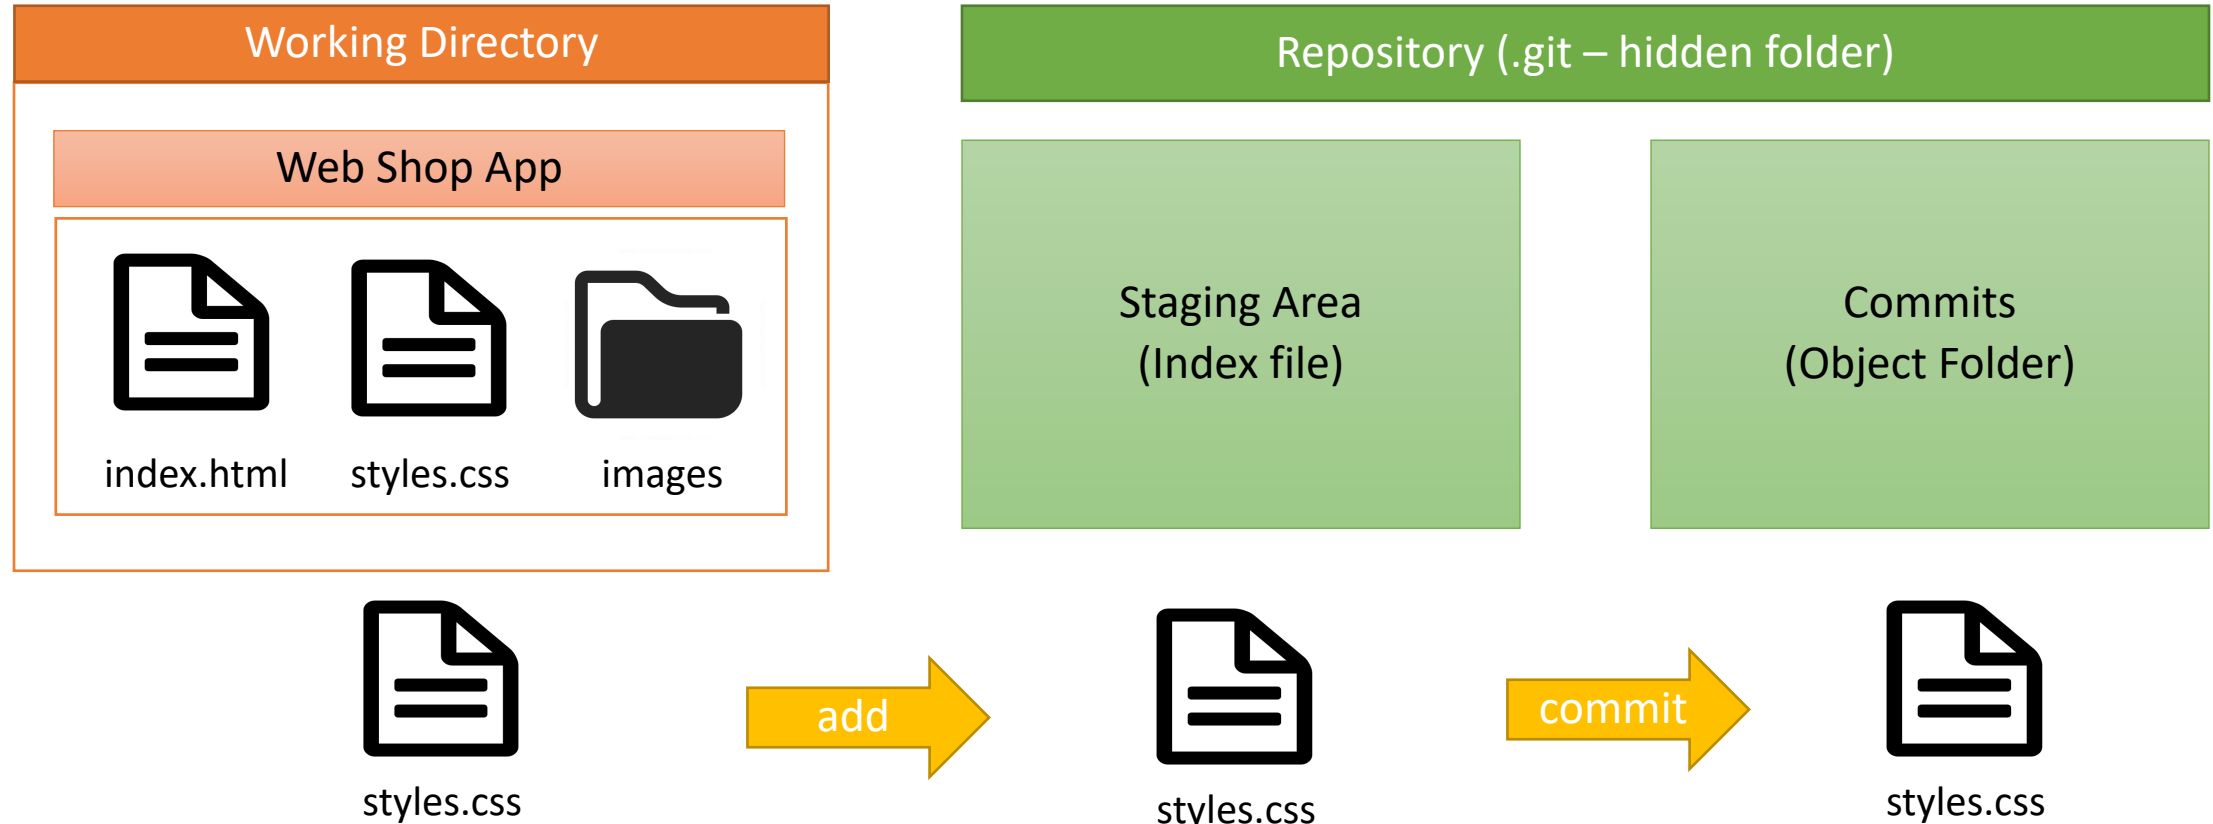 Working Directory
Repository (.git – hidden folder)
Web Shop App
index.html
styles.css
images
Staging Area
(Index file)
Commits
(Object Folder)
add
commit
styles.css
styles.css
styles.css